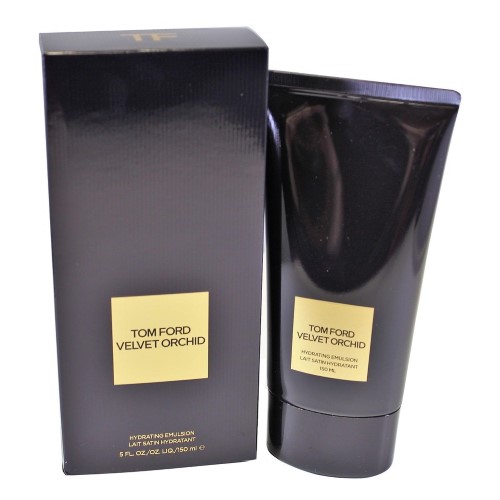 TF
TOM FORD
VELVET ORCHID
HYDRATING EMULSION
LAIT SATIN HYDRATANT
5 FL. OZ./OZ. LIQ./150 ml ℮
TOM FORD
VELVET ORCHID
HYDRATING EMULSION
LAIT SATIN HYDRATANT
150 ML